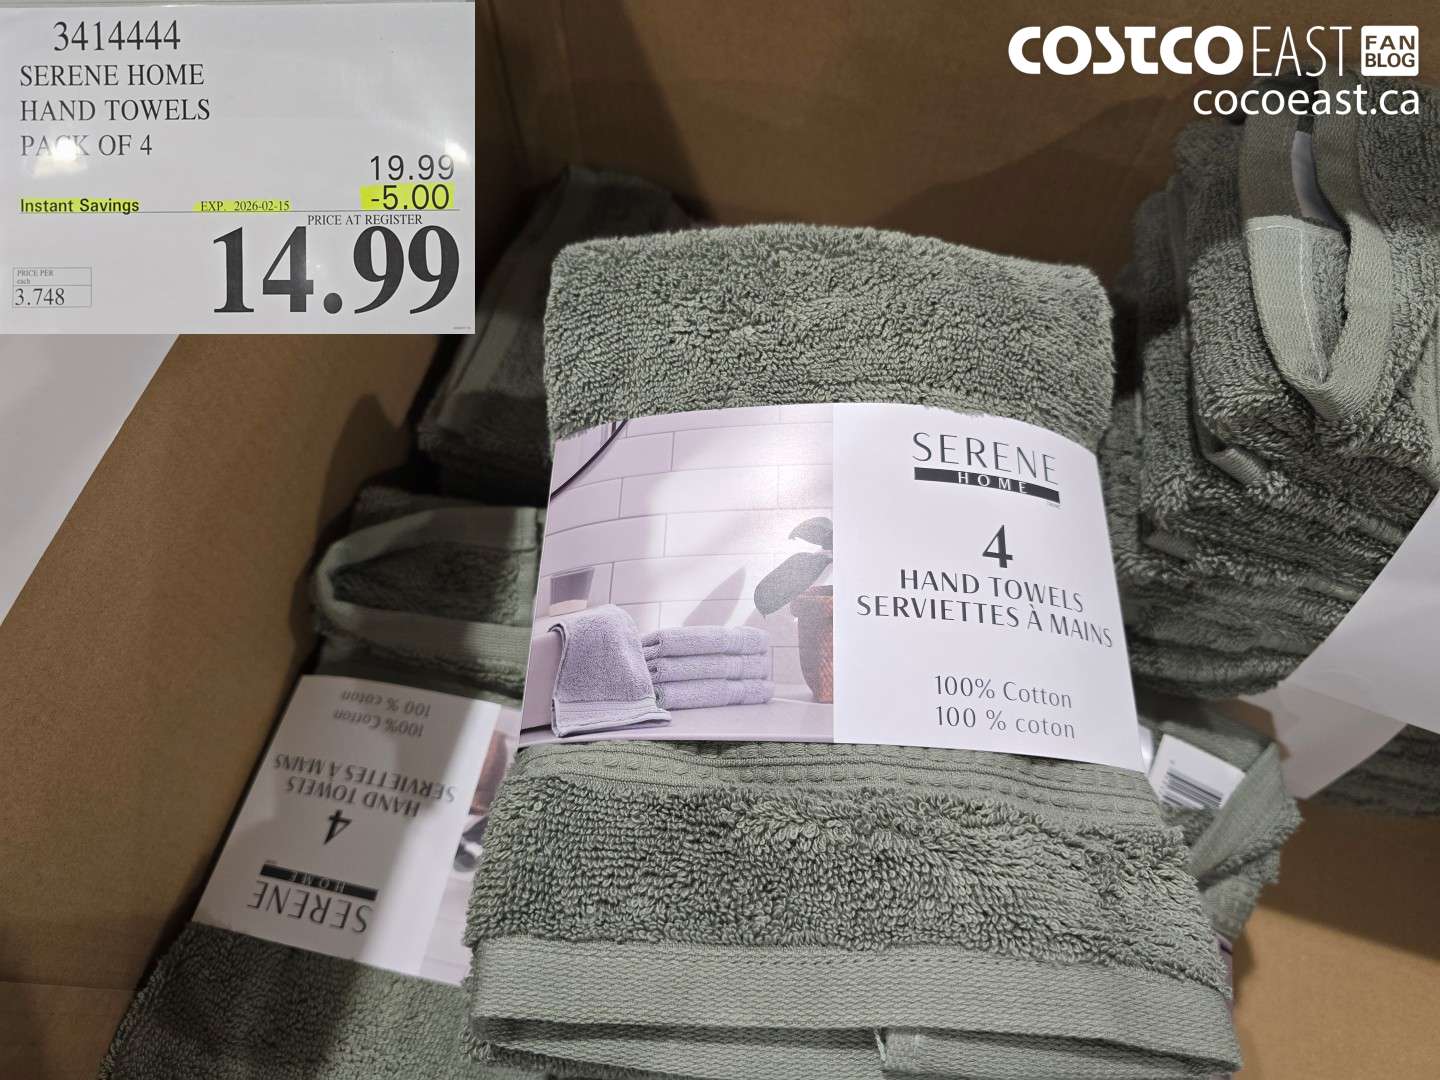 3414444
SERENE HOME
HAND TOWELS
PACK OF 4
19.99
-5.00
Instant Savings EXP. 2026-02-15
PRICE AT REGISTER
14.99
PRICE PER
each
3.748
COSTCO EAST FAN BLOG
cocoeast.ca
SERENE
HOME
4
HAND TOWELS
SERVIETTES À MAINS
100% Cotton
100 % coton
SERENE
HOME
4
HAND TOWELS
SERVIETTES À MAINS
100% Cotton
100 % coton